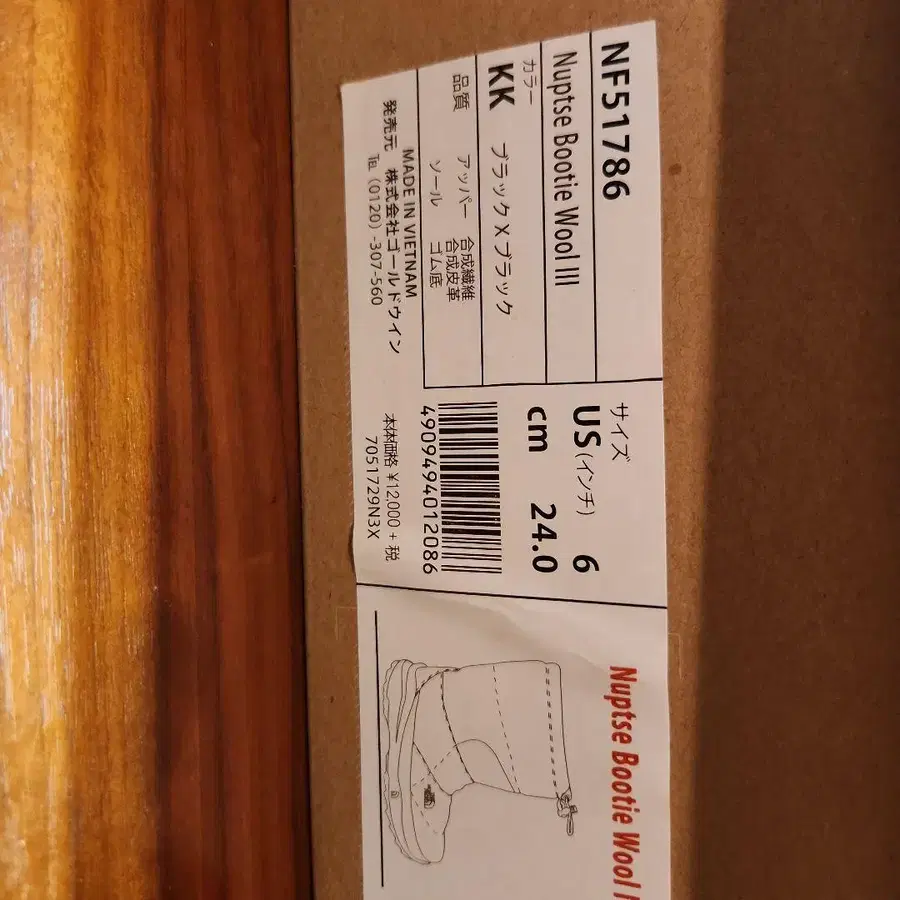 NF51786
Nuptse Bootie Wool III
カラー
KK ブラック X ブラック
品質 アッパー 合成繊維
合成皮革
ソール ゴム底
MADE IN VIETNAM
発売元 株式会社ゴールドウイン
℡ (0120)-307-560
サイズ
US(インチ) 6
cm 24.0
4909494012086
本体価格 ¥12,000 + 税
7051729N3X
Nuptse Bootie Wool